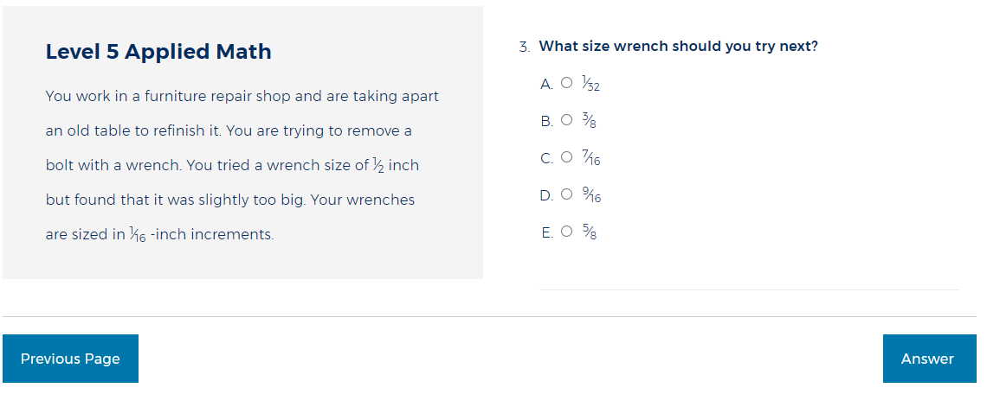 Level 5 Applied Math
You work in a furniture repair shop and are taking apart
an old table to refinish it. You are trying to remove a
bolt with a wrench. You tried a wrench size of ½ inch
but found that it was slightly too big. Your wrenches
are sized in 1⁄16 -inch increments.
3. What size wrench should you try next?
A. 1⁄32
B. 3⁄8
C. 7⁄16
D. 9⁄16
E. 5⁄8
Previous Page
Answer